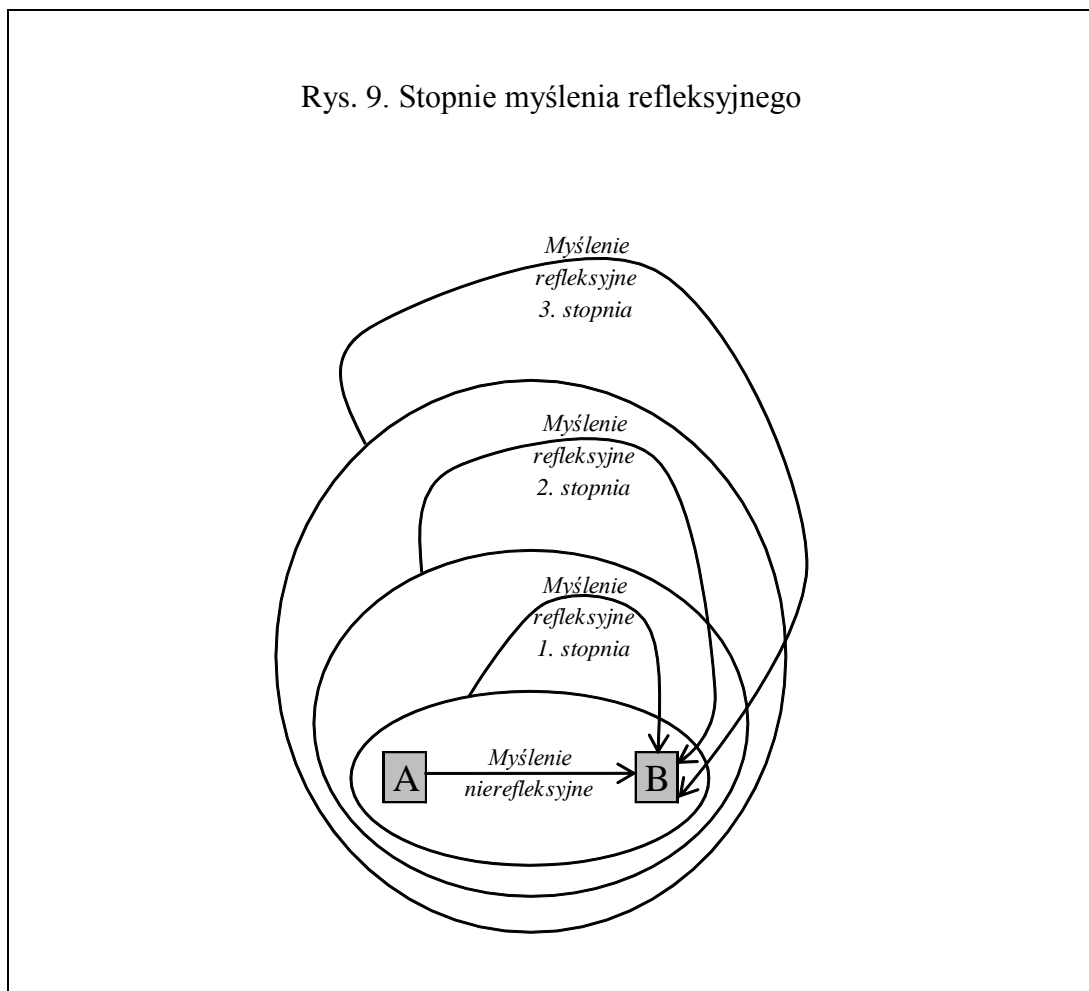 Rys. 9. Stopnie myślenia refleksyjnego
Myślenie
refleksyjne
3. stopnia
Myślenie
refleksyjne
2. stopnia
Myślenie
refleksyjne
1. stopnia
A
Myślenie
nierefleksyjne
B